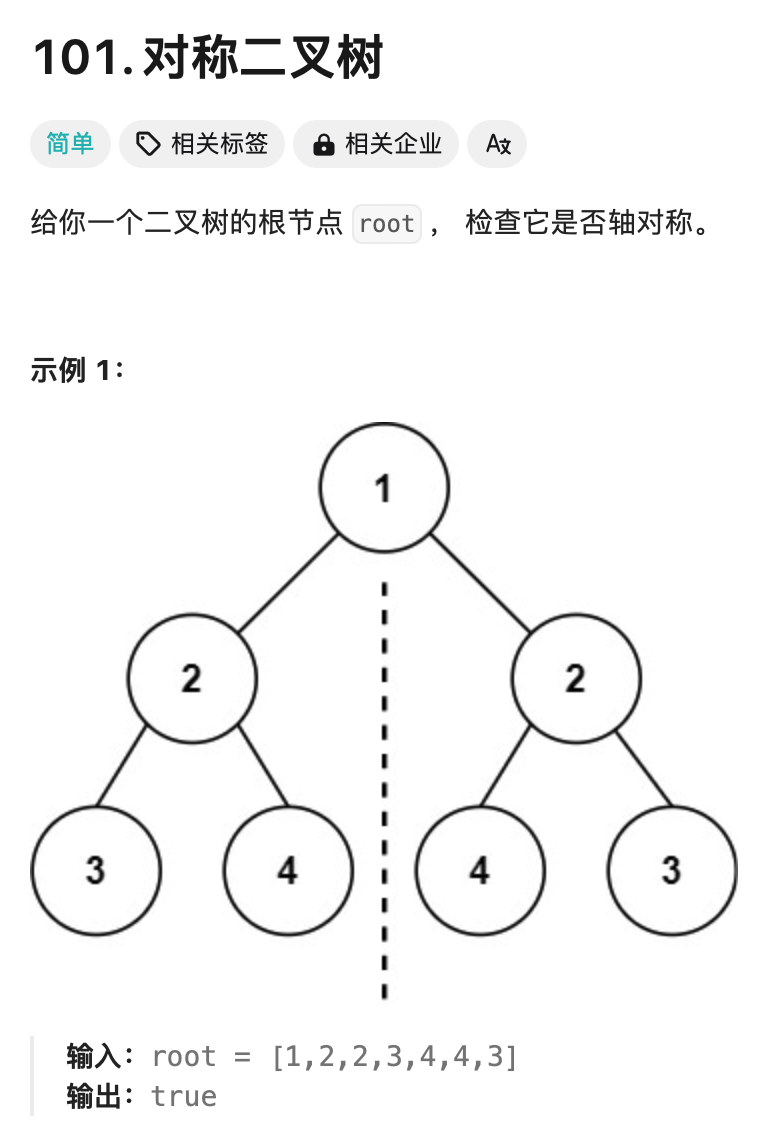 101. 对称二叉树
简单 相关标签 相关企业 A文
给你一个二叉树的根节点 root ， 检查它是否轴对称。
示例 1：
1
2 2
3 4 4 3
输入：root = [1,2,2,3,4,4,3]
输出：true